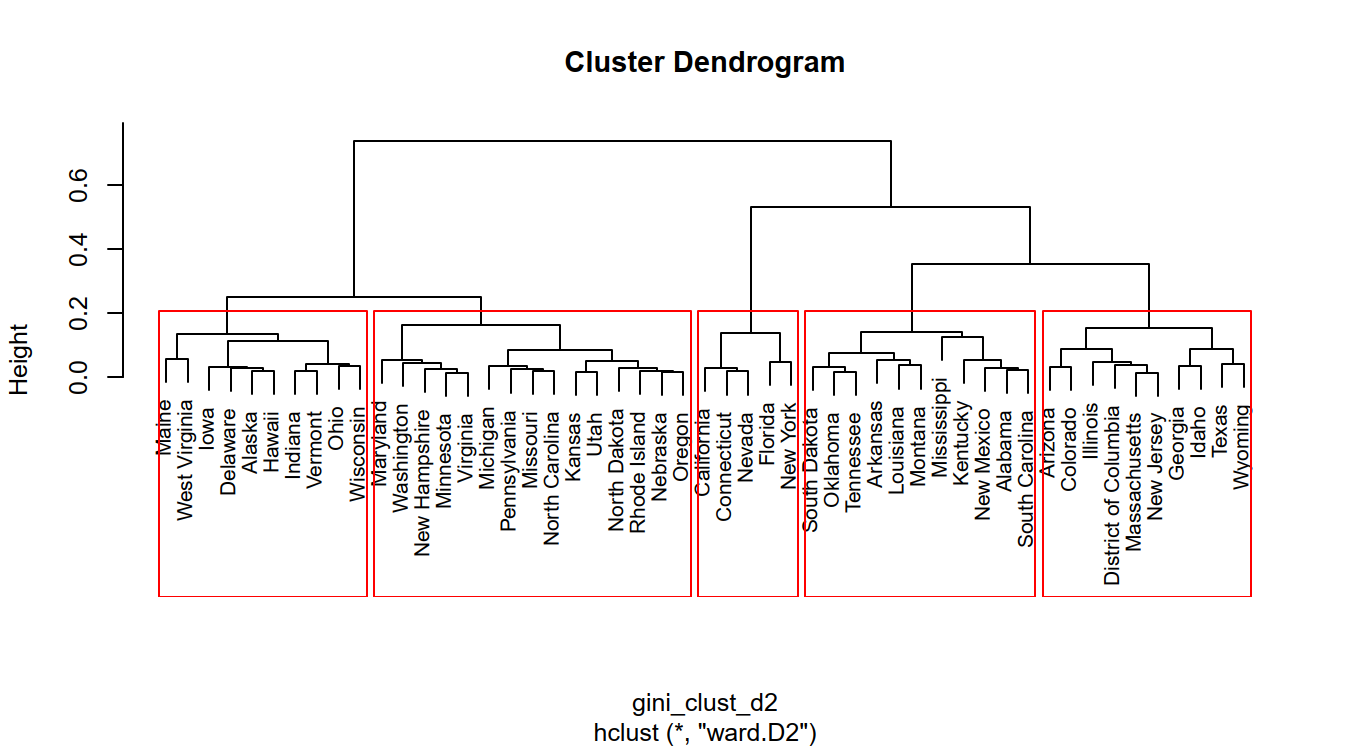 Cluster Dendrogram
Height
0.0
0.2
0.4
0.6
Maine
West Virginia
Iowa
Delaware
Alaska
Hawaii
Indiana
Vermont
Ohio
Wisconsin
Maryland
Washington
New Hampshire
Minnesota
Virginia
Michigan
Pennsylvania
Missouri
North Carolina
Kansas
Utah
North Dakota
Rhode Island
Nebraska
Oregon
California
Connecticut
Nevada
Florida
New York
South Dakota
Oklahoma
Tennessee
Arkansas
Louisiana
Montana
Mississippi
Kentucky
New Mexico
Alabama
South Carolina
Arizona
Colorado
Illinois
District of Columbia
Massachusetts
New Jersey
Georgia
Idaho
Texas
Wyoming
gini_clust_d2
hclust (*, "ward.D2")